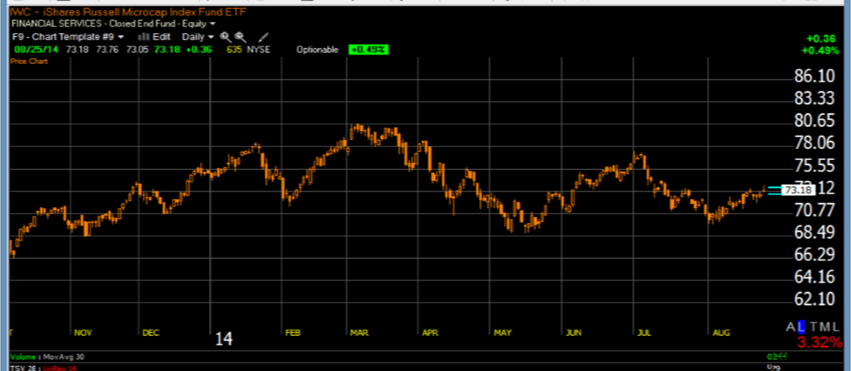 IWC - iShares Russell Microcap Index Fund ETF
FINANCIAL SERVICES - Closed End Fund - Equity
F9 - Chart Template #9 Edit Daily
08/25/14 73.18 73.76 73.05 73.18 +0.36 635 NYSE Optionable +0.49%
+0.36
+0.49%
Price Chart
86.10
83.33
80.65
78.06
75.55
73.18
70.77
68.49
66.29
64.16
62.10
NOV DEC 14 FEB MAR APR MAY JUN JUL AUG
A L T M L
3.32%
Volume : MovAvg 30
TSV 28 : LinReg 14